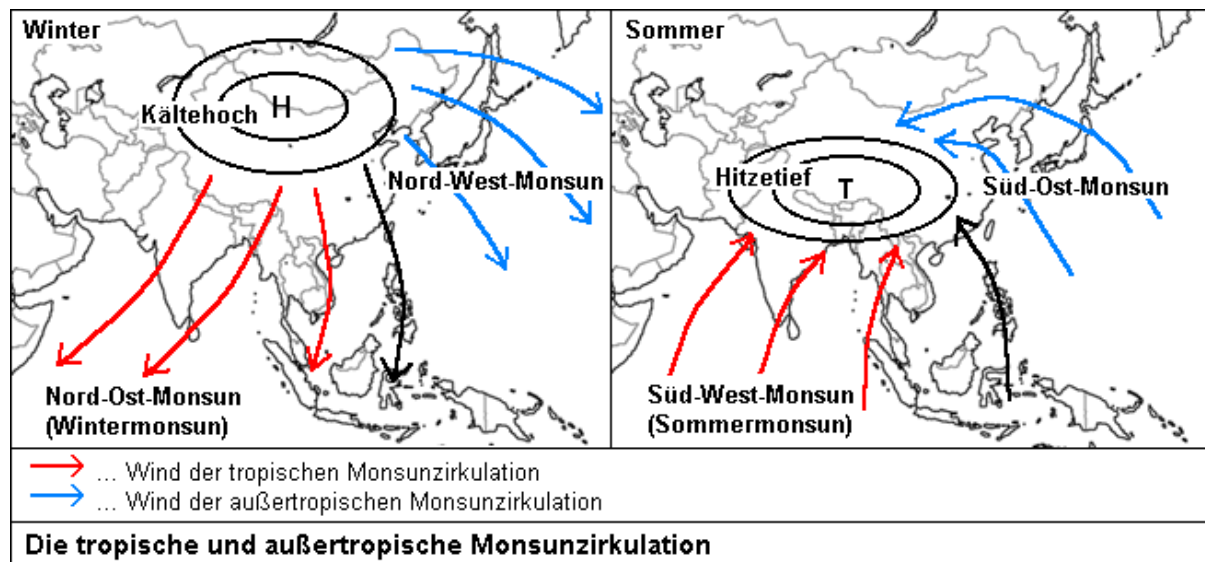 Winter
H
Kältehoch
Nord-West-Monsun
Nord-Ost-Monsun
(Wintermonsun)
Sommer
Hitzetief
T
Süd-Ost-Monsun
Süd-West-Monsun
(Sommermonsun)
... Wind der tropischen Monsunzirkulation
... Wind der außertropischen Monsunzirkulation
Die tropische und außertropische Monsunzirkulation